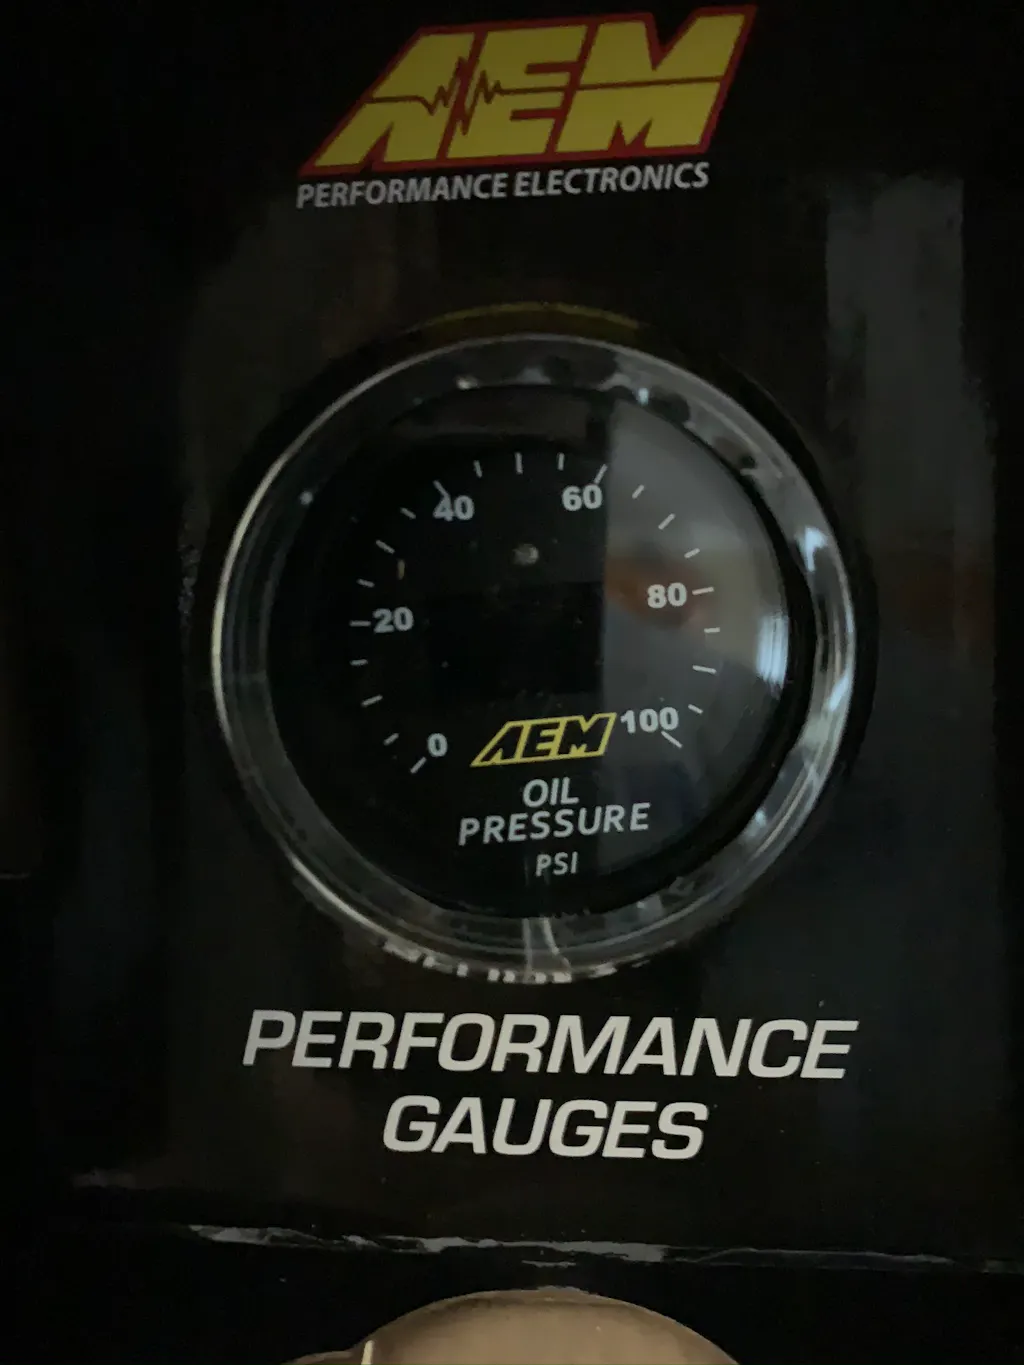 AEM
PERFORMANCE ELECTRONICS
40 60
20 80
0 AEM 100
OIL
PRESSURE
PSI
PERFORMANCE
GAUGES